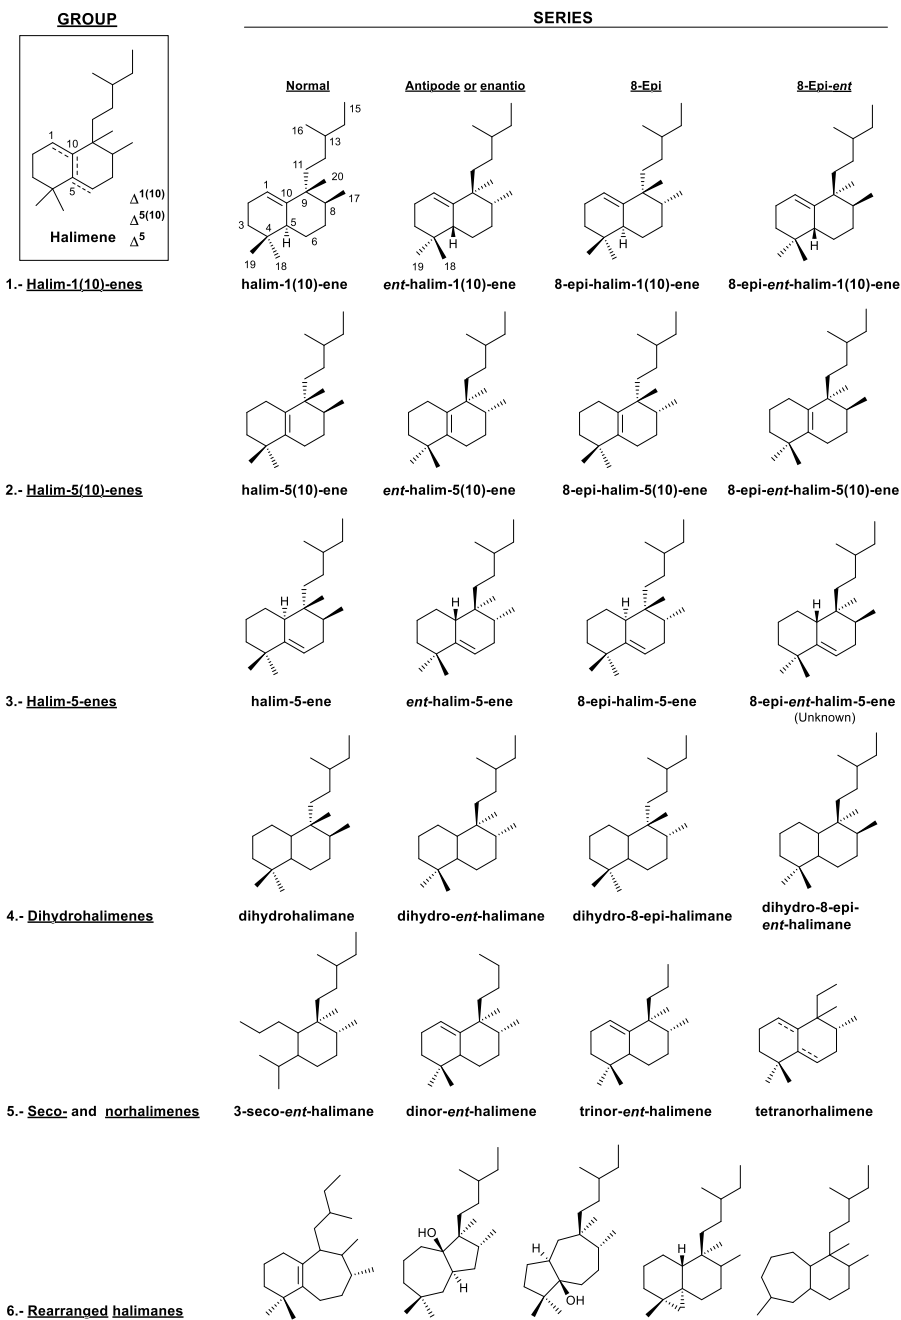 GROUP
SERIES
Normal
Antipode or enantio
8-Epi
8-Epi-ent
1
10
5
Δ1(10)
Δ5(10)
Δ5
Halimene
15
16
13
11
20
1
10
9
17
8
3
4
5
H
6
19
18
H
19
18
H
H
1.- Halim-1(10)-enes
halim-1(10)-ene
ent-halim-1(10)-ene
8-epi-halim-1(10)-ene
8-epi-ent-halim-1(10)-ene
2.- Halim-5(10)-enes
halim-5(10)-ene
ent-halim-5(10)-ene
8-epi-halim-5(10)-ene
8-epi-ent-halim-5(10)-ene
H
H
H
H
3.- Halim-5-enes
halim-5-ene
ent-halim-5-ene
8-epi-halim-5-ene
8-epi-ent-halim-5-ene
(Unknown)
4.- Dihydrohalimenes
dihydrohalimane
dihydro-ent-halimane
dihydro-8-epi-halimane
dihydro-8-epi-
ent-halimane
5.- Seco- and norhalimenes
3-seco-ent-halimane
dinor-ent-halimene
trinor-ent-halimene
tetranorhalimene
HO
H
H
OH
H
6.- Rearranged halimanes